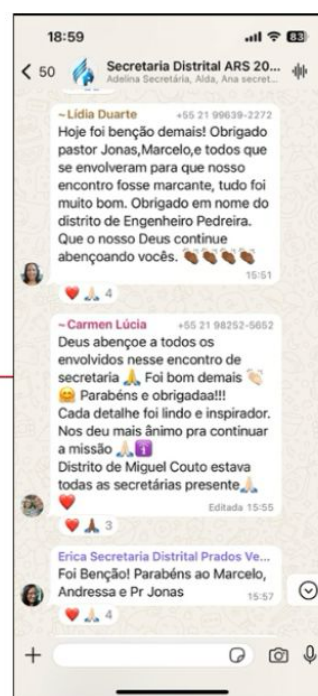 18:59
83
50
Secretaria Distrital ARS 20...
Adelina Secretária, Alda, Ana secret...
~Lídia Duarte +55 21 99639-2272
Hoje foi benção demais! Obrigado
pastor Jonas,Marcelo,e todos que
se envolveram para que nosso
encontro fosse marcante, tudo foi
muito bom. Obrigado em nome do
distrito de Engenheiro Pedreira.
Que o nosso Deus continue
abençoando vocês. 👏🏾👏🏾👏🏾👏🏾
15:51
❤️🙏🏻 4
~Carmen Lúcia +55 21 98252-5652
Deus abençoe a todos os
envolvidos nesse encontro de
secretaria 🙏 Foi bom demais 👏🏻
🤗 Parabéns e obrigadaa!!!
Cada detalhe foi lindo e inspirador.
Nos deu mais ânimo pra continuar
a missão 🙏🏻✝️
Distrito de Miguel Couto estava
todas as secretárias presente🙏🏻
❤️ Editada 15:55
❤️🙏🏾 3
Erica Secretaria Distrital Prados Ve...
Foi Benção! Parabéns ao Marcelo,
Andressa e Pr Jonas 15:57
❤️🙏🏻 4